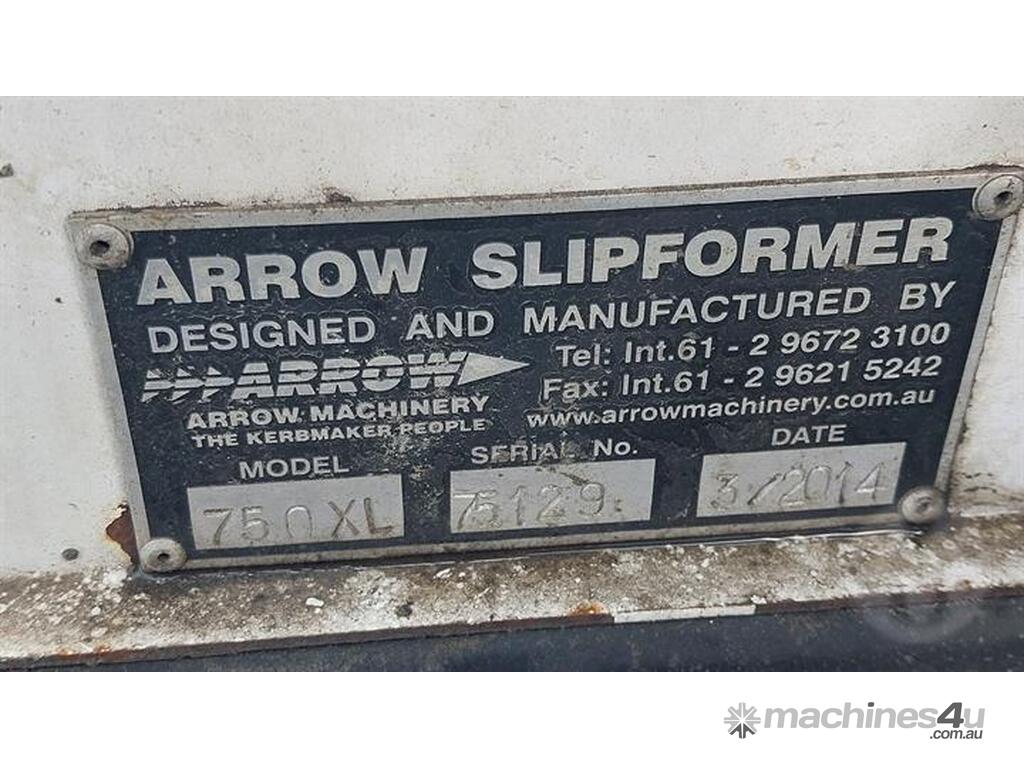 ARROW SLIPFORMER
DESIGNED AND MANUFACTURED BY
ARROW
Tel: Int.61 - 2 9672 3100
Fax: Int.61 - 2 9621 5242
ARROW MACHINERY
www.arrowmachinery.com.au
THE KERBMAKER PEOPLE
MODEL SERIAL No. DATE
750XL 75129 3/2014
machines4u
.com.au